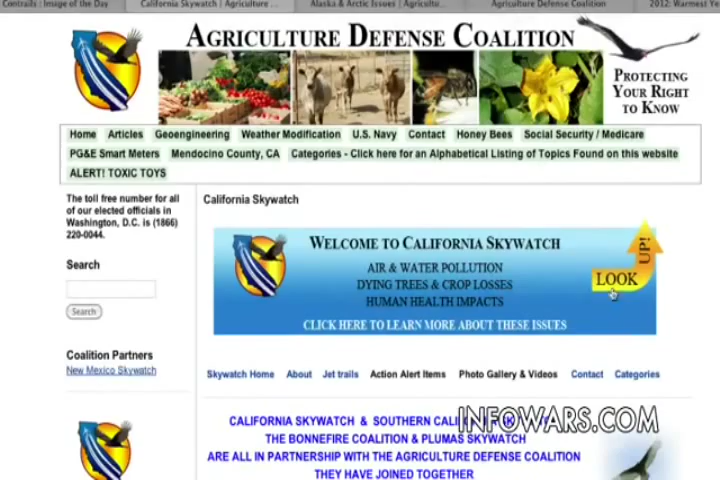 Contrails : Image of the Day
California Skywatch | Agriculture ...
Alaska & Arctic Issues | Agricultu...
Agriculture Defense Coalition
2012: Warmest Ye
AGRICULTURE DEFENSE COALITION
PROTECTING
YOUR RIGHT
TO KNOW
Home Articles Geoengineering Weather Modification U.S. Navy Contact Honey Bees Social Security / Medicare
PG&E Smart Meters Mendocino County, CA Categories - Click here for an Alphabetical Listing of Topics Found on this website
ALERT! TOXIC TOYS
The toll free number for all
of our elected officials in
Washington, D.C. is (1866)
220-0044.
Search
Search
Coalition Partners
New Mexico Skywatch
California Skywatch
WELCOME TO CALIFORNIA SKYWATCH
AIR & WATER POLLUTION
DYING TREES & CROP LOSSES
HUMAN HEALTH IMPACTS
CLICK HERE TO LEARN MORE ABOUT THESE ISSUES
LOOK
UP!
Skywatch Home About Jet trails Action Alert Items Photo Gallery & Videos Contact Categories
CALIFORNIA SKYWATCH & SOUTHERN
INFOWARS.COM
THE BONNEFIRE COALITION & PLUMAS SKYWATCH
ARE ALL IN PARTNERSHIP WITH THE AGRICULTURE DEFENSE COALITION
THEY HAVE JOINED TOGETHER